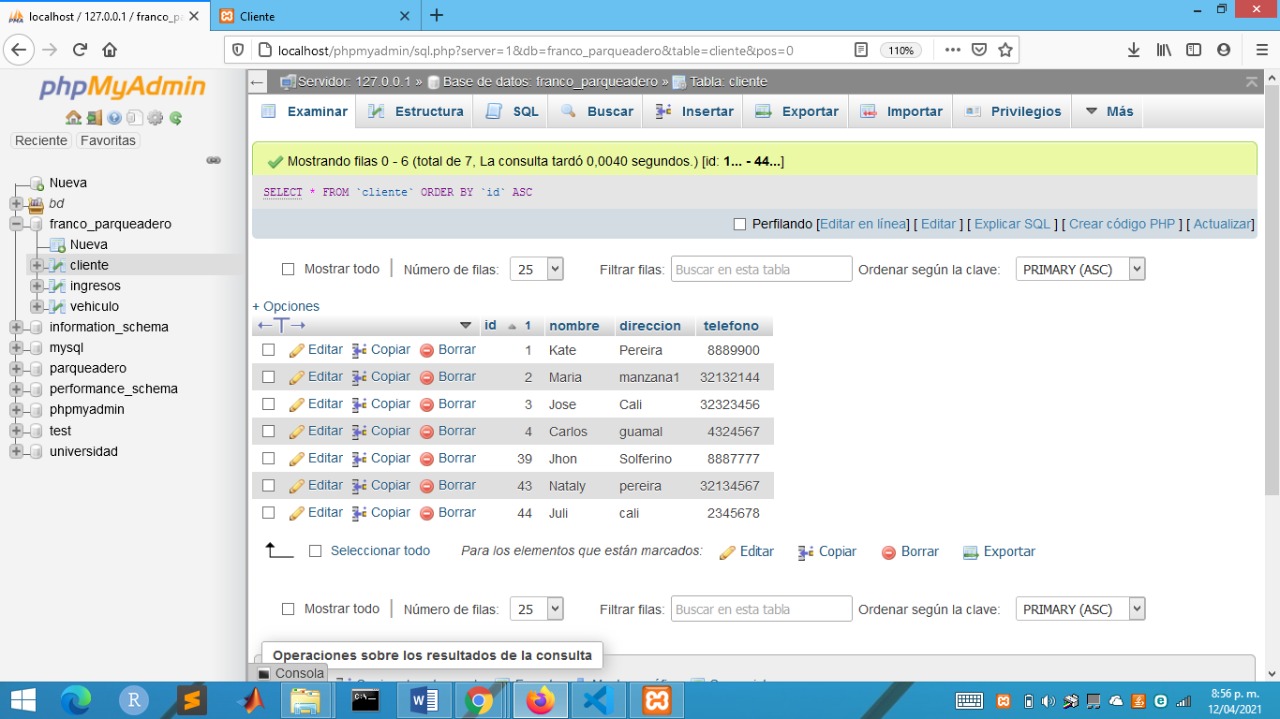 localhost / 127.0.0.1 / franco_p
Cliente
localhost/phpmyadmin/sql.php?server=1&db=franco_parqueadero&table=cliente&pos=0
110%
phpMyAdmin
Reciente Favoritas
Nueva
bd
franco_parqueadero
Nueva
cliente
ingresos
vehiculo
information_schema
mysql
parqueadero
performance_schema
phpmyadmin
test
universidad
Servidor: 127.0.0.1 » Base de datos: franco_parqueadero » Tabla: cliente
Examinar Estructura SQL Buscar Insertar Exportar Importar Privilegios Más
Mostrando filas 0 - 6 (total de 7, La consulta tardó 0,0040 segundos.) [id: 1... - 44...]
SELECT * FROM `cliente` ORDER BY `id` ASC
Perfilando [Editar en línea] [ Editar ] [ Explicar SQL ] [ Crear código PHP ] [ Actualizar]
Mostrar todo Número de filas: 25 Filtrar filas: Buscar en esta tabla Ordenar según la clave: PRIMARY (ASC)
+ Opciones
←T→ id 1 nombre direccion telefono
Editar Copiar Borrar 1 Kate Pereira 8889900
Editar Copiar Borrar 2 Maria manzana1 32132144
Editar Copiar Borrar 3 Jose Cali 32323456
Editar Copiar Borrar 4 Carlos guamal 4324567
Editar Copiar Borrar 39 Jhon Solferino 8887777
Editar Copiar Borrar 43 Nataly pereira 32134567
Editar Copiar Borrar 44 Juli cali 2345678
Seleccionar todo Para los elementos que están marcados: Editar Copiar Borrar Exportar
Mostrar todo Número de filas: 25 Filtrar filas: Buscar en esta tabla Ordenar según la clave: PRIMARY (ASC)
Operaciones sobre los resultados de la consulta
Consola
8:56 p. m.
12/04/2021